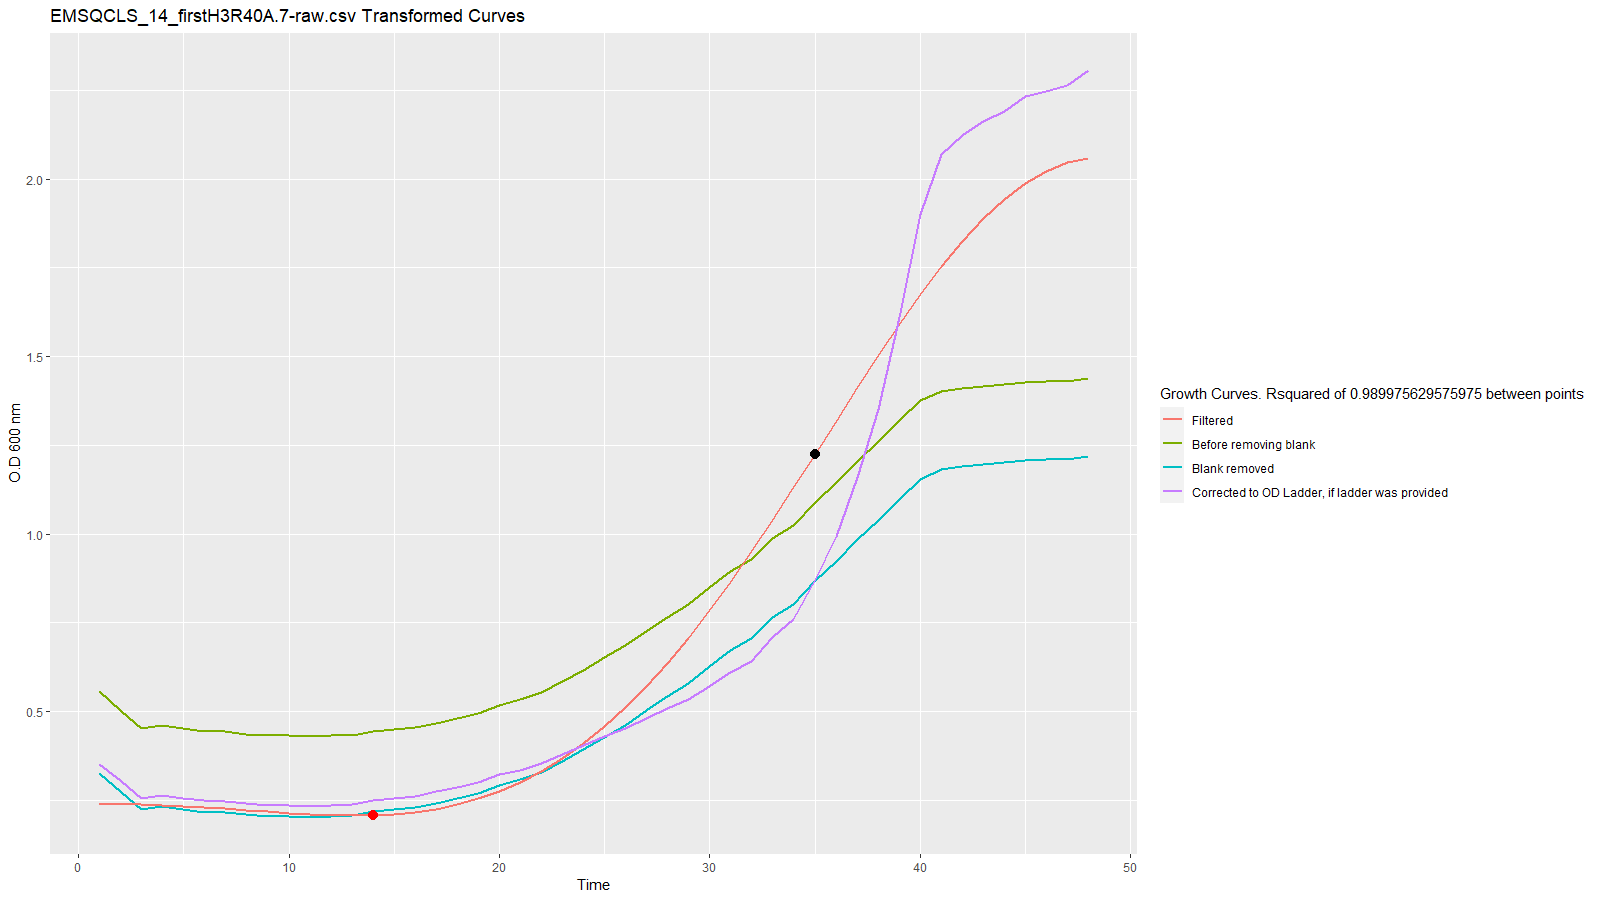 EMSQCLS_14_firstH3R40A.7-raw.csv Transformed Curves
O.D 600 nm
2.0
1.5
1.0
0.5
0
10
20
30
40
50
Time
Growth Curves. Rsquared of 0.989975629575975 between points
Filtered
Before removing blank
Blank removed
Corrected to OD Ladder, if ladder was provided